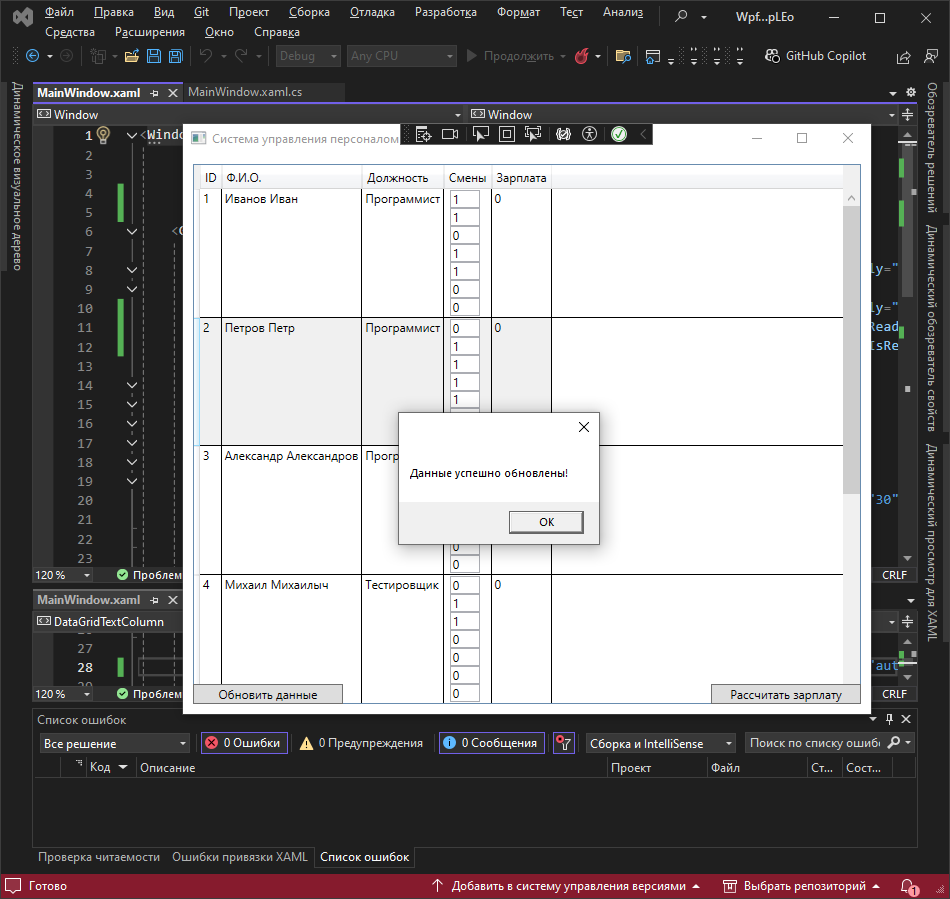 Файл Правка Вид Git Проект Сборка Отладка Разработка Формат Тест Анализ Wpf...pLEo
Средства Расширения Окно Справка
Debug Any CPU Продолжить GitHub Copilot
MainWindow.xaml MainWindow.xaml.cs
Window Window
Динамическое визуальное дерево
1 <Windo
2
3
4
5
6 <G
7
8
9
10
11
12
13
14
15
16
17
18
19
20
21
22
23
Система управления персоналом
ID Ф.И.О. Должность Смены Зарплата
1 Иванов Иван Программист 1 0
1
0
1
1
0
0
2 Петров Петр Программист 0 0
1
1
1
1
3 Александр Александров Прогр
0
0
4 Михаил Михаилыч Тестировщик 0 0
1
1
0
0
0
0
Обновить данные Рассчитать зарплату
Данные успешно обновлены!
OK
ly="
ly="
Read
IsRe
"30"
Обозреватель решений
Динамический обозреватель свойств
Динамический просмотр для XAML
120 % Проблем CRLF
MainWindow.xaml
DataGridTextColumn
27
28 "aut
120 % Проблем CRLF
Список ошибок
Все решение 0 Ошибки 0 Предупреждения 0 Сообщения Сборка и IntelliSense Поиск по списку ошибо
Код Описание Проект Файл Ст... Сост...
Проверка читаемости Ошибки привязки XAML Список ошибок
Готово Добавить в систему управления версиями Выбрать репозиторий 1